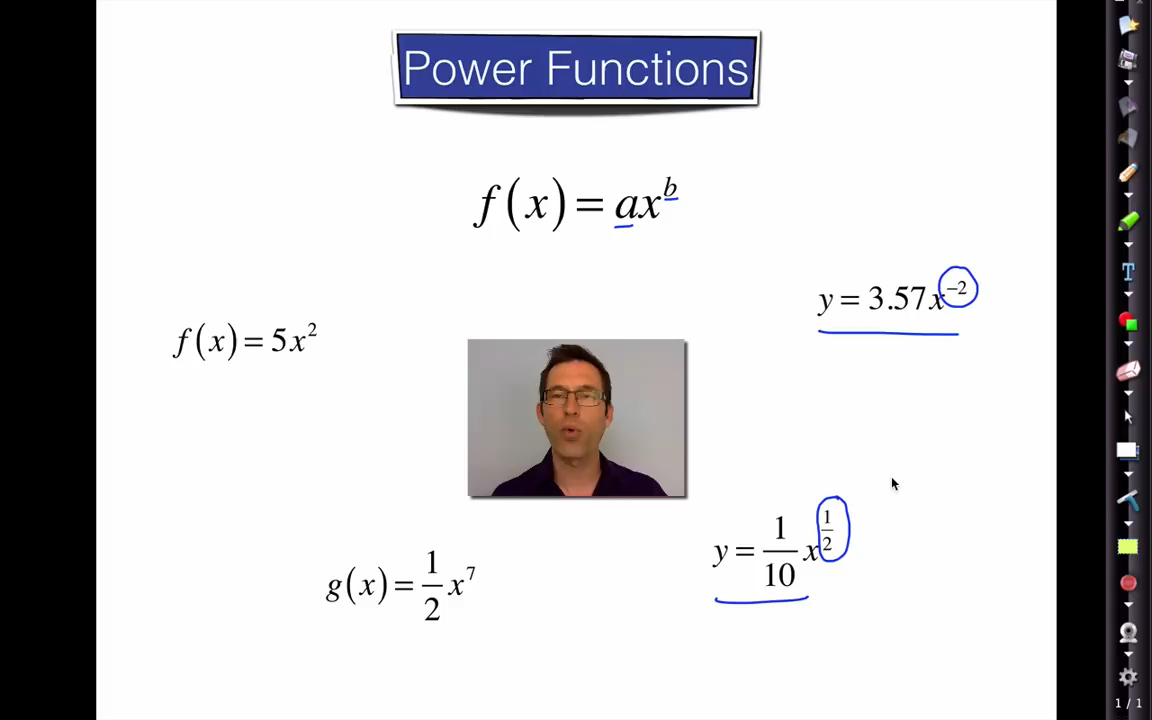 Power Functions
f(x) = ax^b
y = 3.57x^−2
f(x) = 5x^2
y = 1/10 x^1/2
g(x) = 1/2 x^7
T
1 / 1